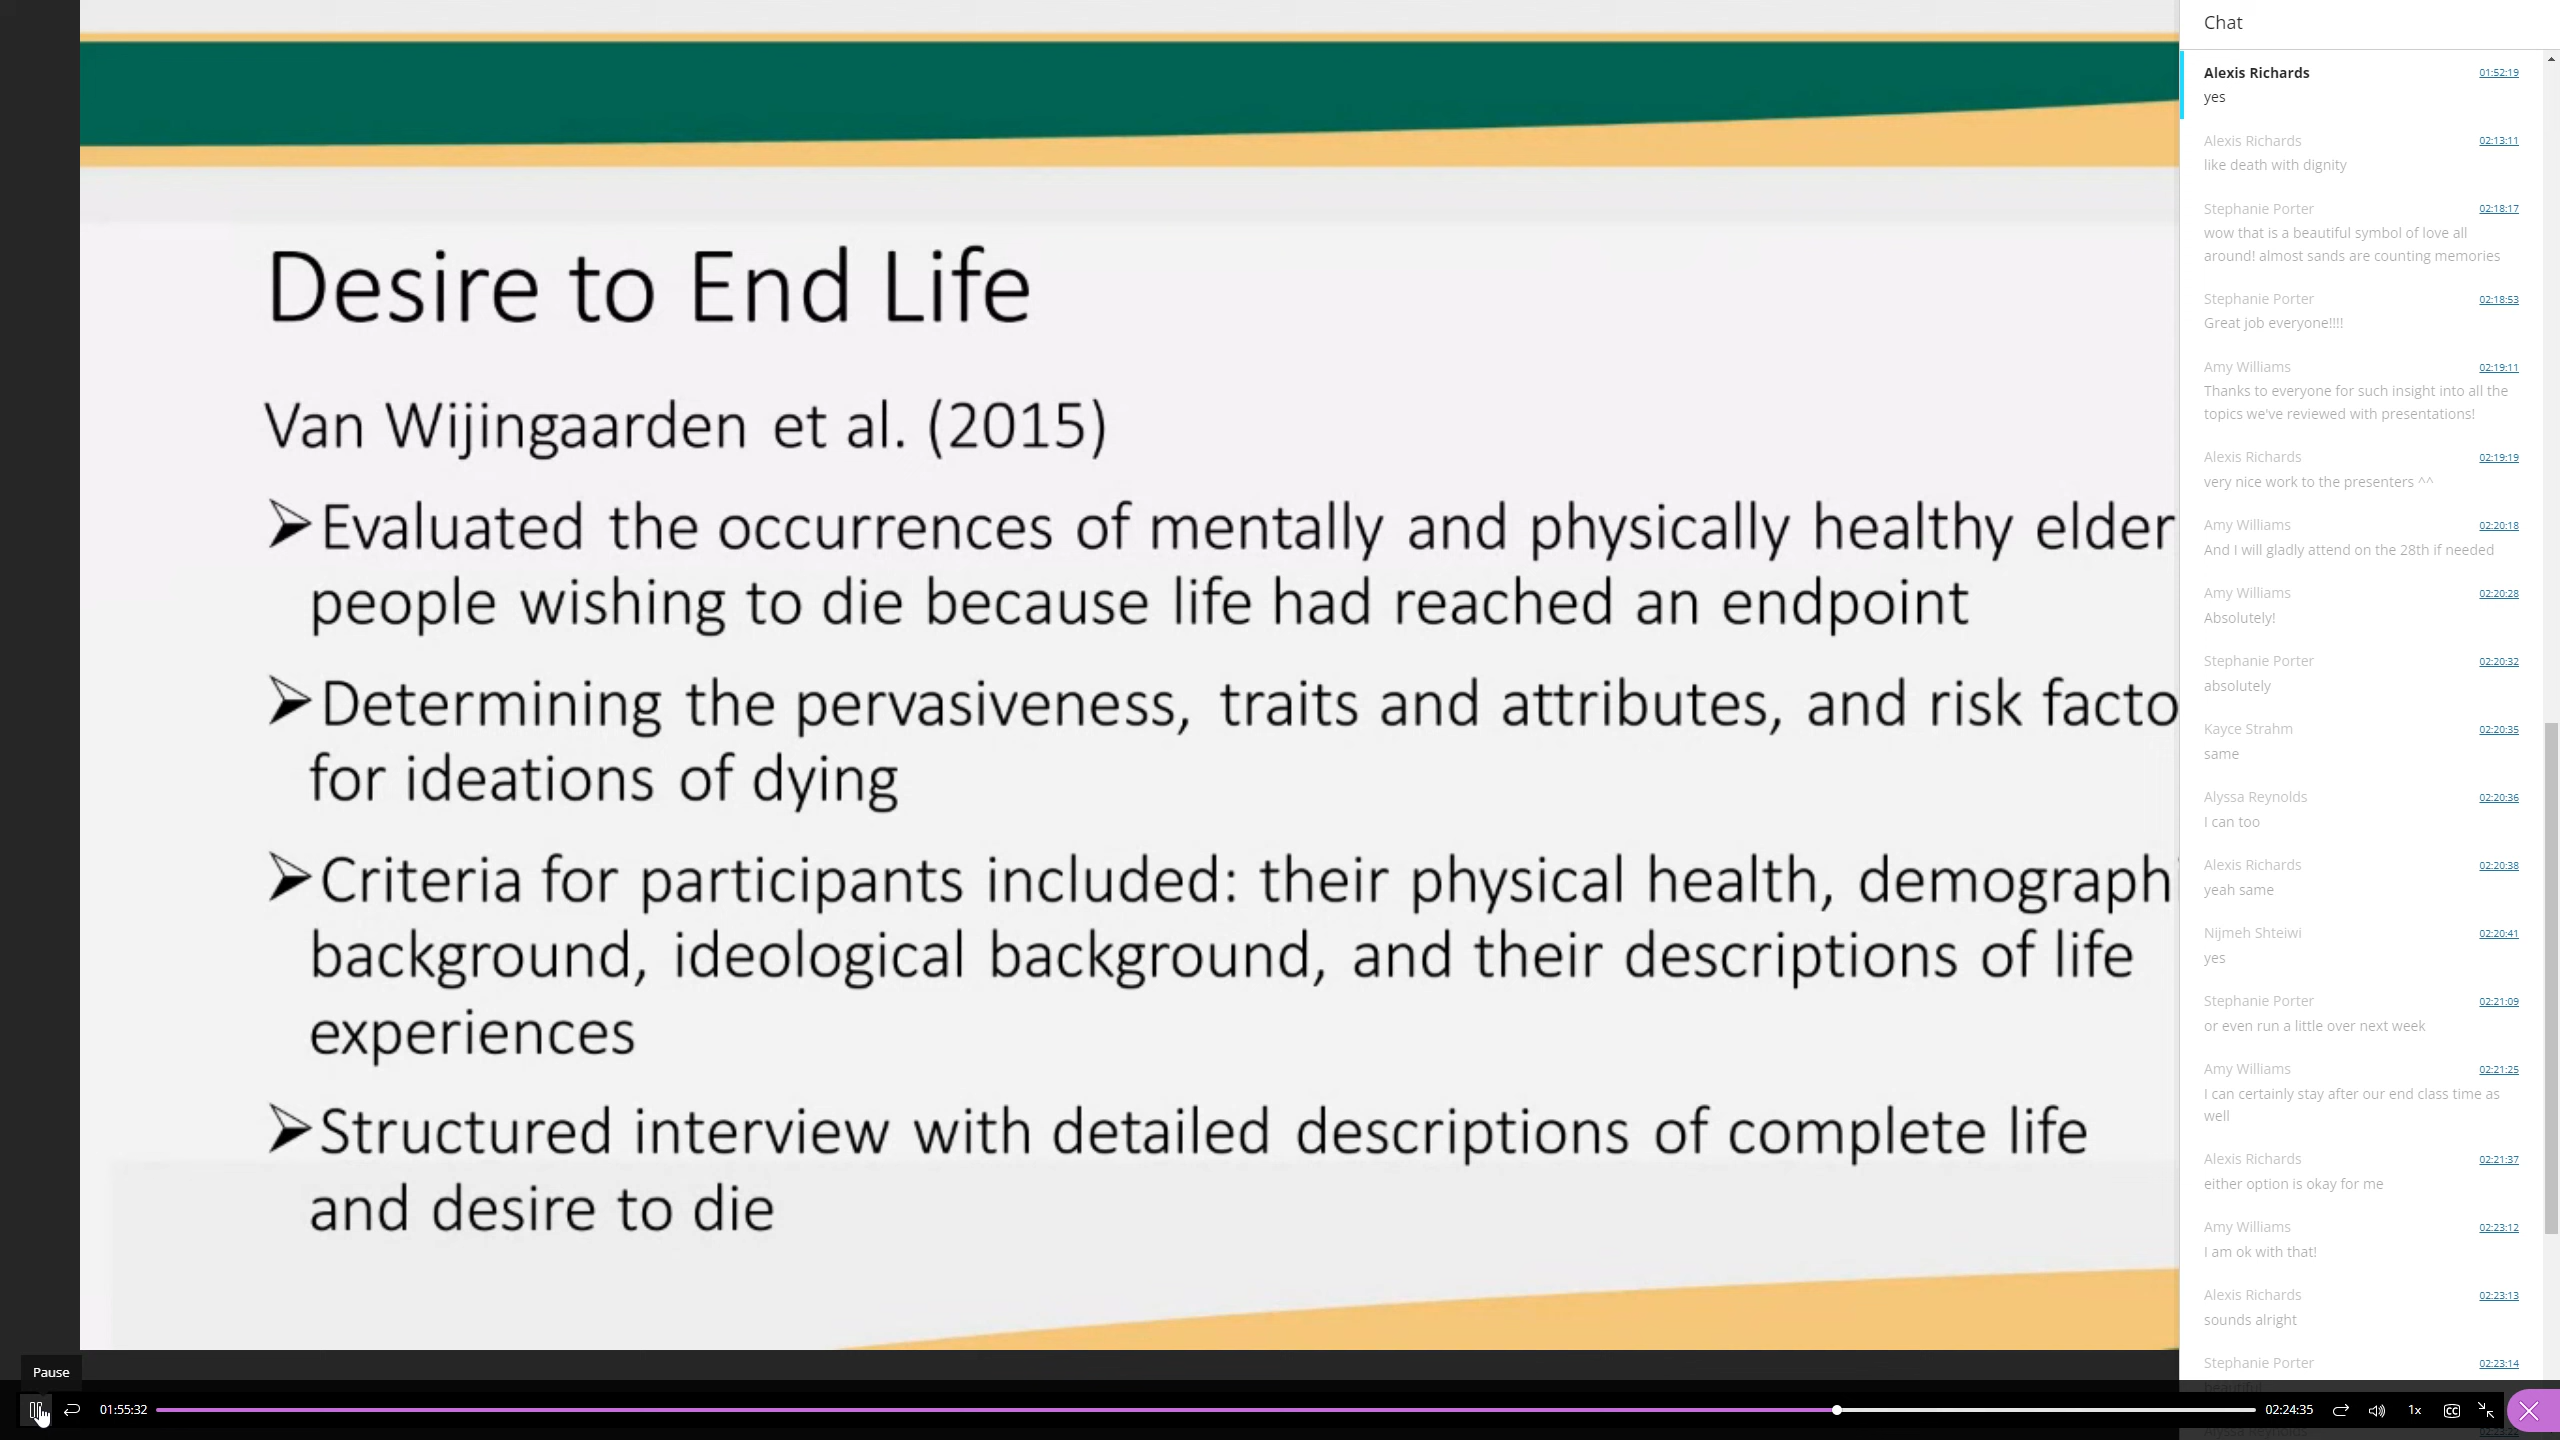 Desire to End Life
Van Wijingaarden et al. (2015)
➢Evaluated the occurrences of mentally and physically healthy elder
people wishing to die because life had reached an endpoint
➢Determining the pervasiveness, traits and attributes, and risk facto
for ideations of dying
➢Criteria for participants included: their physical health, demographi
background, ideological background, and their descriptions of life
experiences
➢Structured interview with detailed descriptions of complete life
and desire to die
Pause
01:55:32
02:24:35
1x
CC
Chat
Alexis Richards 01:52:19
yes
Alexis Richards 02:13:11
like death with dignity
Stephanie Porter 02:18:17
wow that is a beautiful symbol of love all
around! almost sands are counting memories
Stephanie Porter 02:18:53
Great job everyone!!!!
Amy Williams 02:19:11
Thanks to everyone for such insight into all the
topics we've reviewed with presentations!
Alexis Richards 02:19:19
very nice work to the presenters ^^
Amy Williams 02:20:18
And I will gladly attend on the 28th if needed
Amy Williams 02:20:28
Absolutely!
Stephanie Porter 02:20:32
absolutely
Kayce Strahm 02:20:35
same
Alyssa Reynolds 02:20:36
I can too
Alexis Richards 02:20:38
yeah same
Nijmeh Shteiwi 02:20:41
yes
Stephanie Porter 02:21:09
or even run a little over next week
Amy Williams 02:21:25
I can certainly stay after our end class time as
well
Alexis Richards 02:21:37
either option is okay for me
Amy Williams 02:23:12
I am ok with that!
Alexis Richards 02:23:13
sounds alright
Stephanie Porter 02:23:14